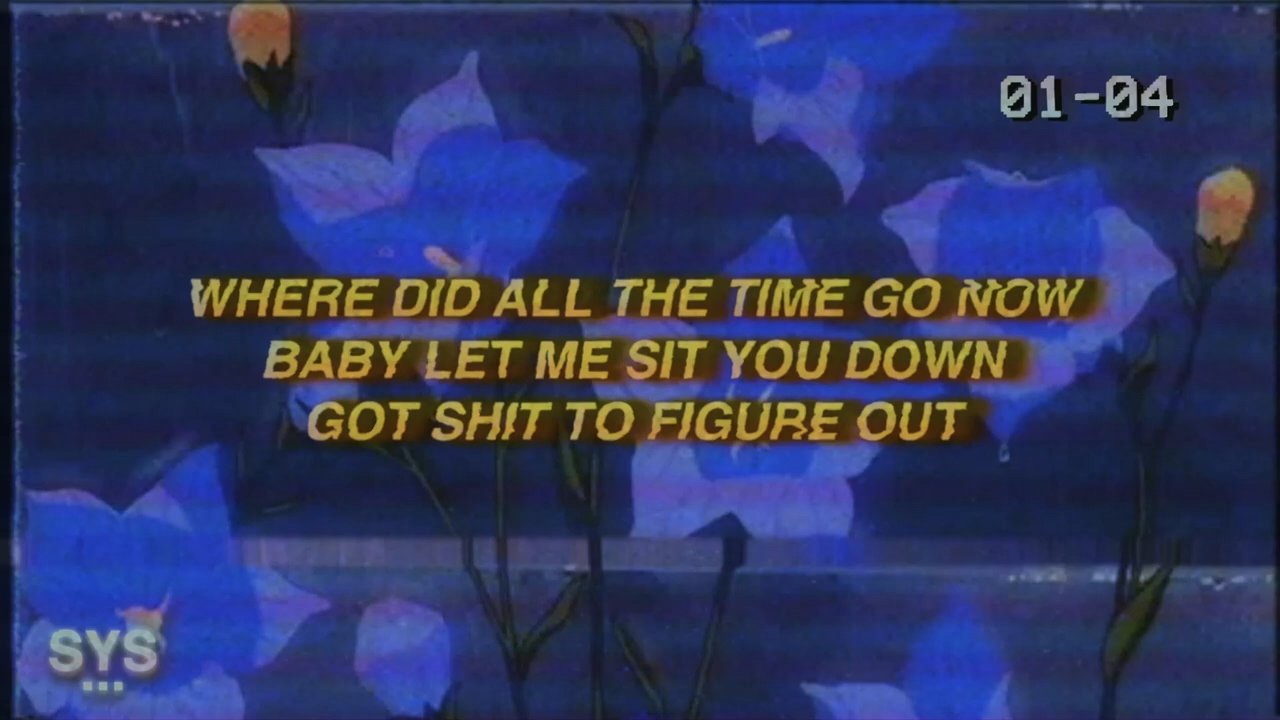 01-04
WHERE DID ALL THE TIME GO NOW
BABY LET ME SIT YOU DOWN
GOT SHIT TO FIGURE OUT
SYS